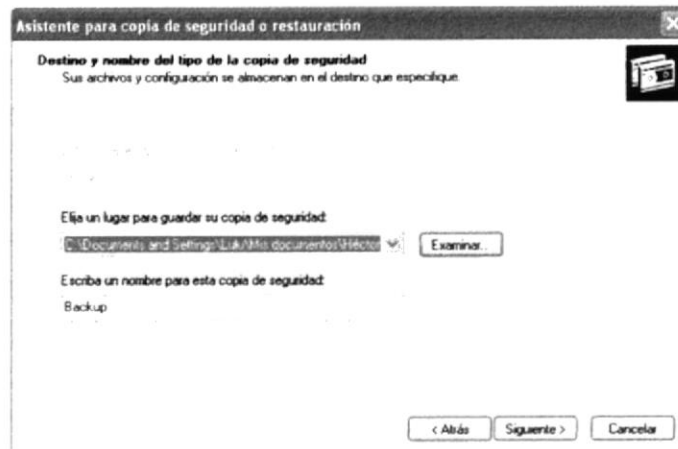 Asistente para copia de seguridad o restauración
Destino y nombre del tipo de la copia de seguridad
Sus archivos y configuración se almacenan en el destino que especifique.
Elija un lugar para guardar su copia de seguridad:
C:\Documents and Settings\Luki\Mis documentos\Héctor
Examinar...
Escriba un nombre para esta copia de seguridad:
Backup
< Atrás
Siguiente >
Cancelar